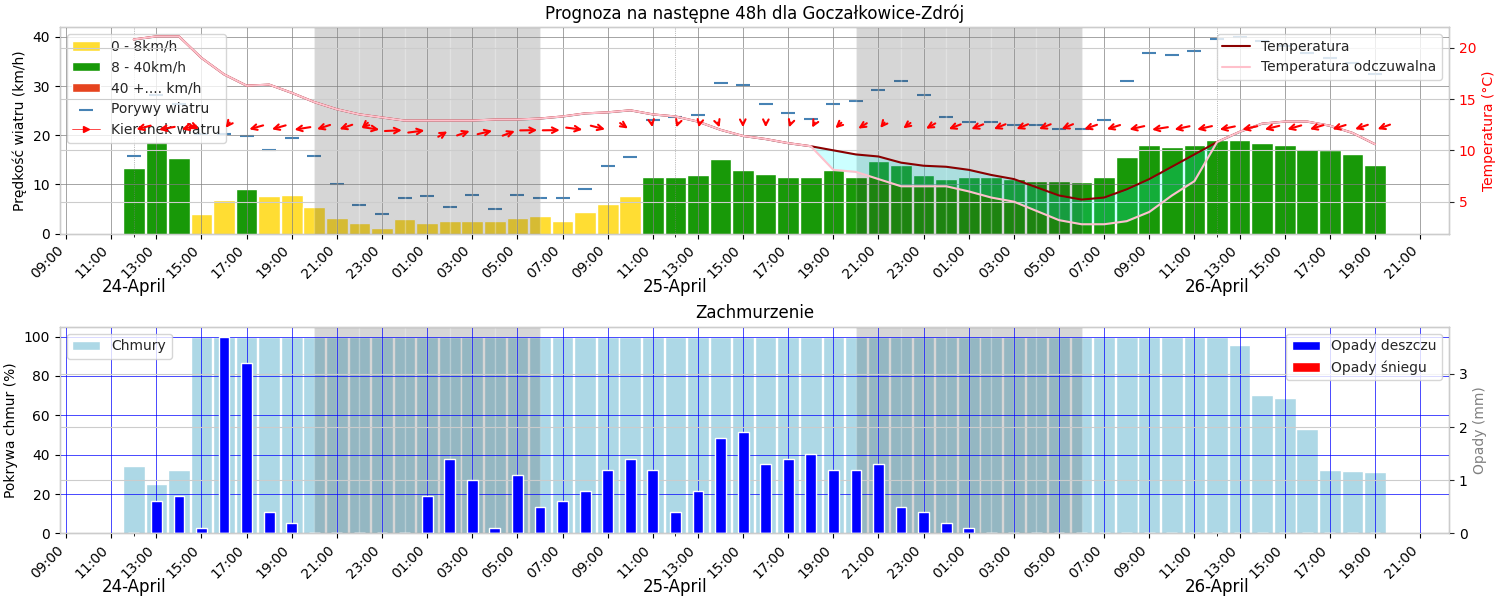 Prognoza na następne 48h dla Goczałkowice-Zdrój
Prędkość wiatru (km/h)
40
30
20
10
0
0 - 8km/h
8 - 40km/h
40 +.... km/h
Porywy wiatru
Kierunek wiatru
Temperatura
Temperatura odczuwalna
20
15
10
5
Temperatura (°C)
09:00 11:00 13:00 15:00 17:00 19:00 21:00 23:00 01:00 03:00 05:00 07:00 09:00 11:00 13:00 15:00 17:00 19:00 21:00 23:00 01:00 03:00 05:00 07:00 09:00 11:00 13:00 15:00 17:00 19:00 21:00
24-April 25-April 26-April
Zachmurzenie
Pokrywa chmur (%)
100
80
60
40
20
0
Chmury
Opady deszczu
Opady śniegu
3
2
1
0
Opady (mm)
09:00 11:00 13:00 15:00 17:00 19:00 21:00 23:00 01:00 03:00 05:00 07:00 09:00 11:00 13:00 15:00 17:00 19:00 21:00 23:00 01:00 03:00 05:00 07:00 09:00 11:00 13:00 15:00 17:00 19:00 21:00
24-April 25-April 26-April